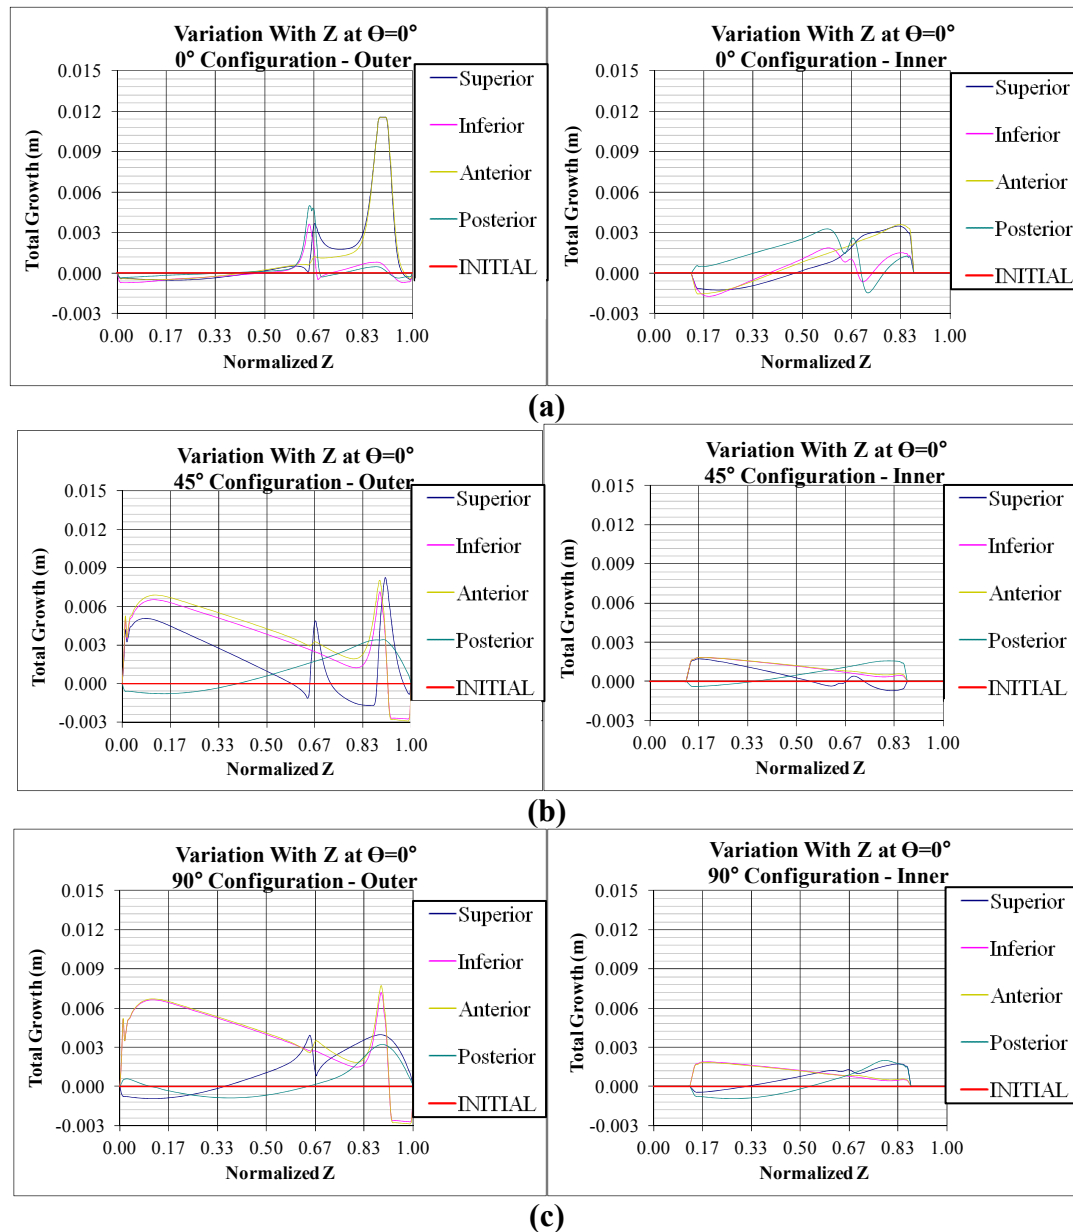 Variation With Z at Ө=0°
0° Configuration - Outer
Total Growth (m)
0.015
0.012
0.009
0.006
0.003
0.000
-0.003
0.00 0.17 0.33 0.50 0.67 0.83 1.00
Normalized Z
Superior
Inferior
Anterior
Posterior
INITIAL
Variation With Z at Ө=0°
0° Configuration - Inner
Total Growth (m)
0.015
0.012
0.009
0.006
0.003
0.000
-0.003
0.00 0.17 0.33 0.50 0.67 0.83 1.00
Normalized Z
Superior
Inferior
Anterior
Posterior
INITIAL
(a)
Variation With Z at Ө=0°
45° Configuration - Outer
Total Growth (m)
0.015
0.012
0.009
0.006
0.003
0.000
-0.003
0.00 0.17 0.33 0.50 0.67 0.83 1.00
Normalized Z
Superior
Inferior
Anterior
Posterior
INITIAL
Variation With Z at Ө=0°
45° Configuration - Inner
Total Growth (m)
0.015
0.012
0.009
0.006
0.003
0.000
-0.003
0.00 0.17 0.33 0.50 0.67 0.83 1.00
Normalized Z
Superior
Inferior
Anterior
Posterior
INITIAL
(b)
Variation With Z at Ө=0°
90° Configuration - Outer
Total Growth (m)
0.015
0.012
0.009
0.006
0.003
0.000
-0.003
0.00 0.17 0.33 0.50 0.67 0.83 1.00
Normalized Z
Superior
Inferior
Anterior
Posterior
INITIAL
Variation With Z at Ө=0°
90° Configuration - Inner
Total Growth (m)
0.015
0.012
0.009
0.006
0.003
0.000
-0.003
0.00 0.17 0.33 0.50 0.67 0.83 1.00
Normalized Z
Superior
Inferior
Anterior
Posterior
INITIAL
(c)